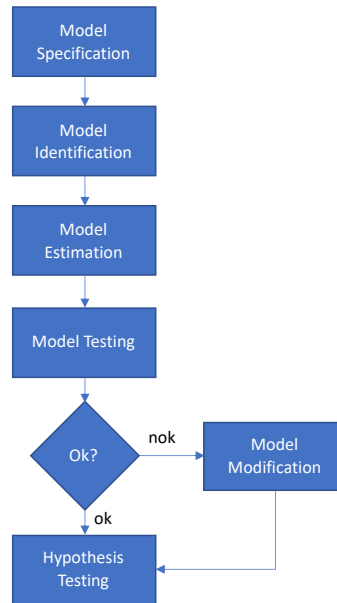 Model
Specification
Model
Identification
Model
Estimation
Model Testing
Ok?
nok
Model
Modification
ok
Hypothesis
Testing